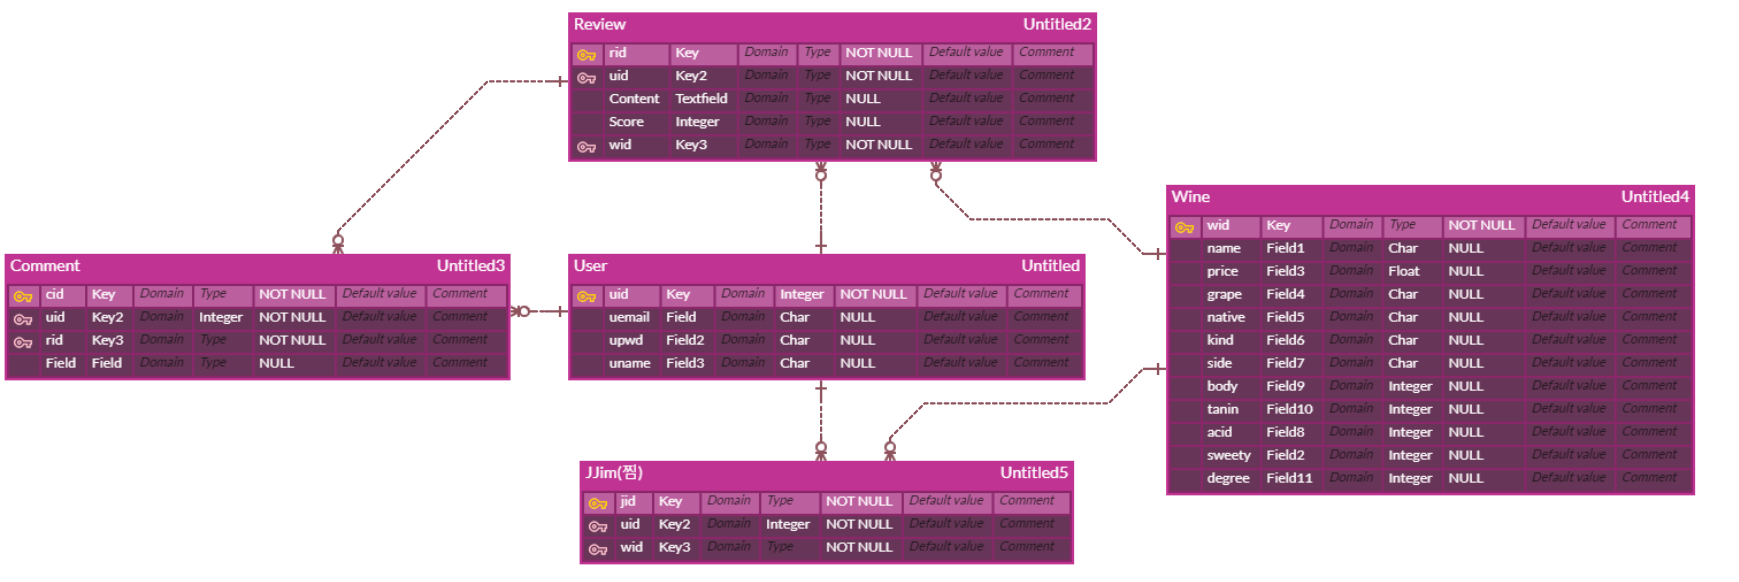 Review Untitled2
rid Key Domain Type NOT NULL Default value Comment
uid Key2 Domain Type NOT NULL Default value Comment
Content Textfield Domain Type NULL Default value Comment
Score Integer Domain Type NULL Default value Comment
wid Key3 Domain Type NOT NULL Default value Comment
Wine Untitled4
wid Key Domain Type NOT NULL Default value Comment
name Field1 Domain Char NULL Default value Comment
price Field3 Domain Float NULL Default value Comment
grape Field4 Domain Char NULL Default value Comment
native Field5 Domain Char NULL Default value Comment
kind Field6 Domain Char NULL Default value Comment
side Field7 Domain Char NULL Default value Comment
body Field9 Domain Integer NULL Default value Comment
tanin Field10 Domain Integer NULL Default value Comment
acid Field8 Domain Integer NULL Default value Comment
sweety Field2 Domain Integer NULL Default value Comment
degree Field11 Domain Integer NULL Default value Comment
Comment Untitled3
cid Key Domain Type NOT NULL Default value Comment
uid Key2 Domain Integer NOT NULL Default value Comment
rid Key3 Domain Type NOT NULL Default value Comment
Field Field Domain Type NULL Default value Comment
User Untitled
uid Key Domain Integer NOT NULL Default value Comment
uemail Field Domain Char NULL Default value Comment
upwd Field2 Domain Char NULL Default value Comment
uname Field3 Domain Char NULL Default value Comment
JJim(찜) Untitled5
jid Key Domain Type NOT NULL Default value Comment
uid Key2 Domain Integer NOT NULL Default value Comment
wid Key3 Domain Type NOT NULL Default value Comment